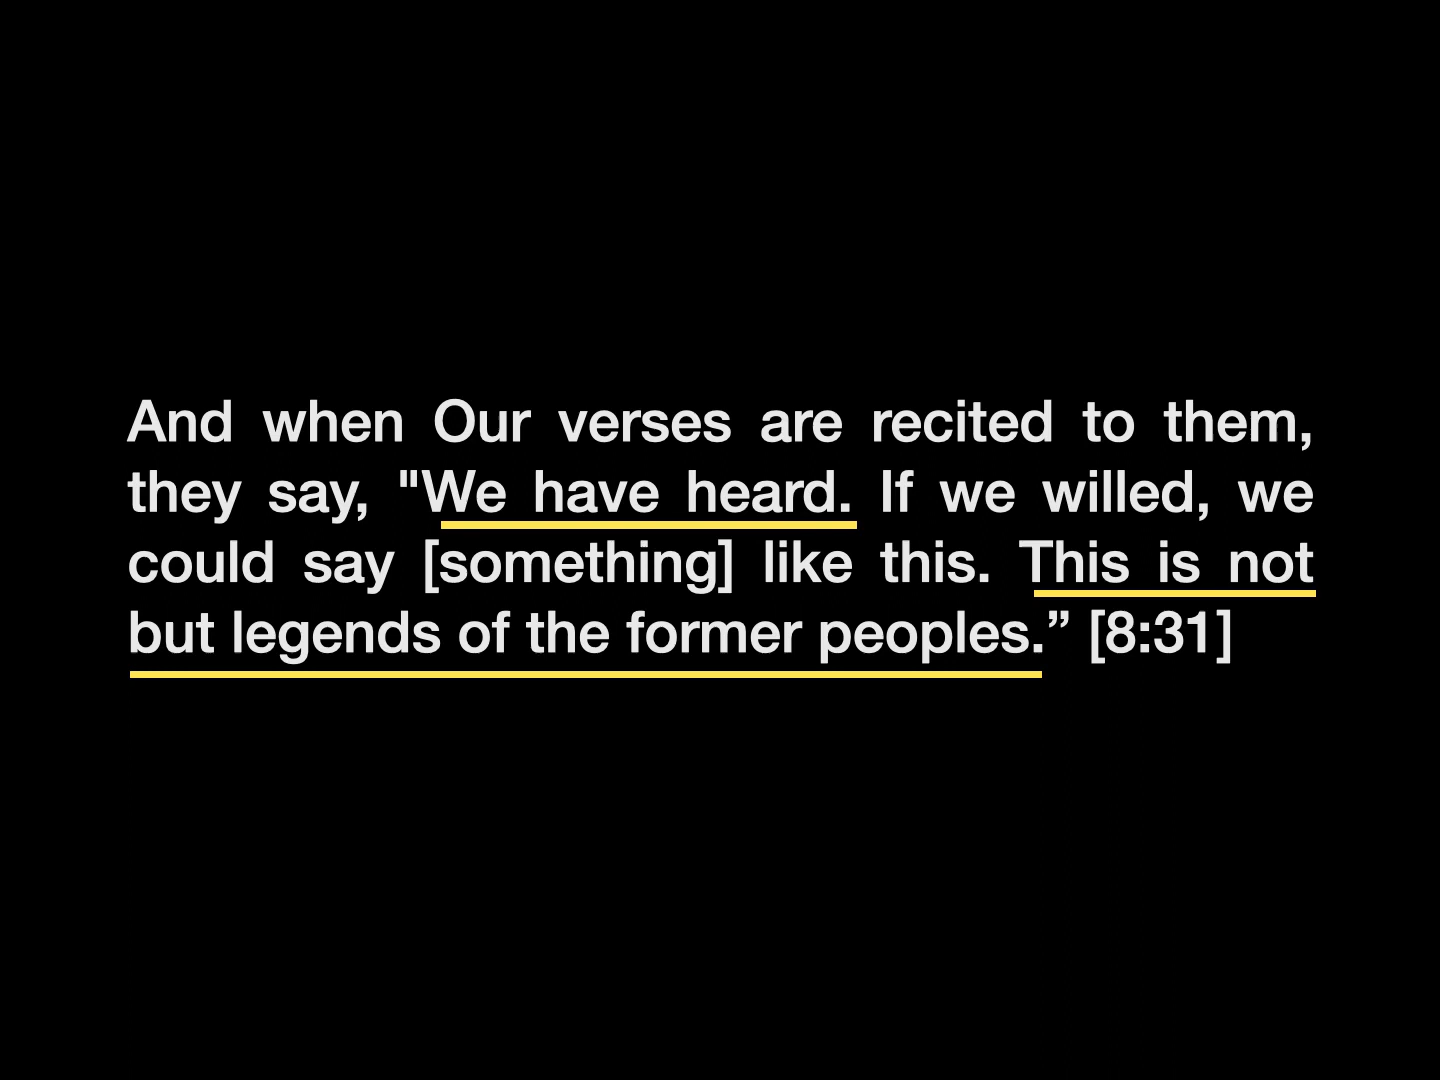 And when Our verses are recited to them,
they say, "We have heard. If we willed, we
could say [something] like this. This is not
but legends of the former peoples.” [8:31]